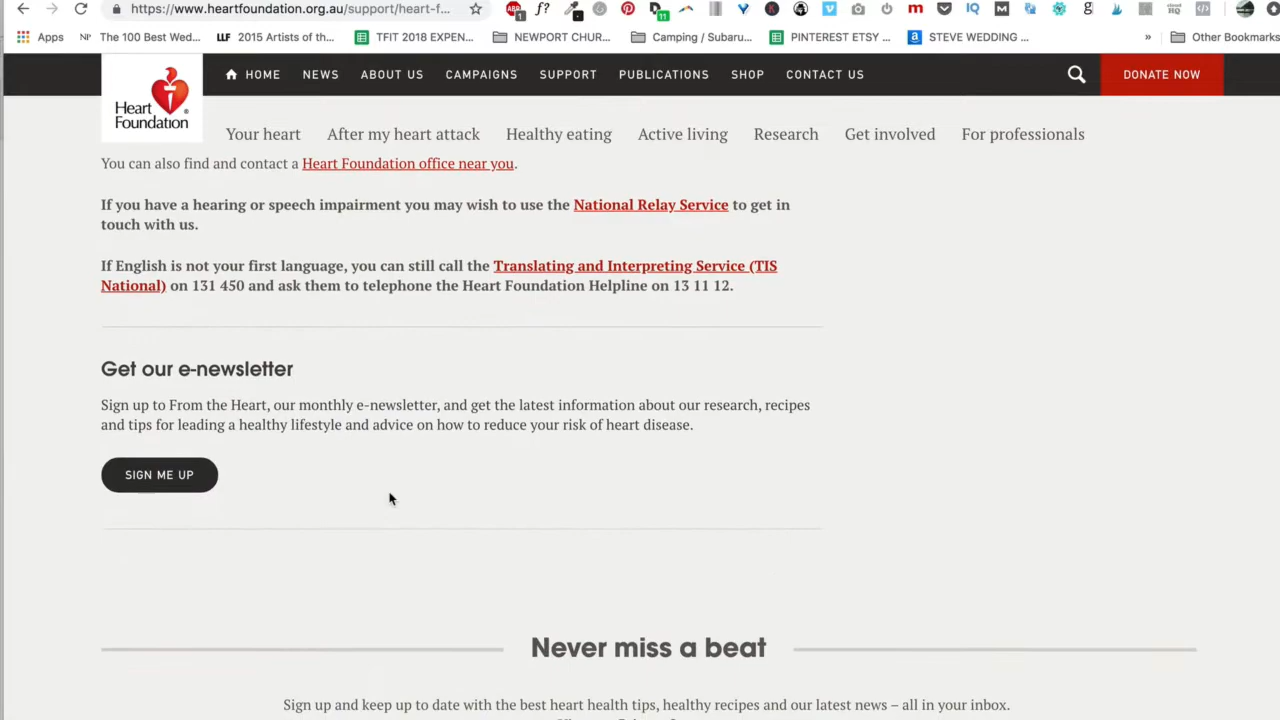 https://www.heartfoundation.org.au/support/heart-f...
Apps
The 100 Best Wed...
LLF 2015 Artists of th...
TFIT 2018 EXPEN...
NEWPORT CHUR...
Camping / Subaru...
PINTEREST ETSY ...
STEVE WEDDING ...
»
Other Bookmarks
Heart
Foundation
HOME
NEWS
ABOUT US
CAMPAIGNS
SUPPORT
PUBLICATIONS
SHOP
CONTACT US
DONATE NOW
Your heart
After my heart attack
Healthy eating
Active living
Research
Get involved
For professionals
You can also find and contact a Heart Foundation office near you.
If you have a hearing or speech impairment you may wish to use the National Relay Service to get in
touch with us.
If English is not your first language, you can still call the Translating and Interpreting Service (TIS
National) on 131 450 and ask them to telephone the Heart Foundation Helpline on 13 11 12.
Get our e-newsletter
Sign up to From the Heart, our monthly e-newsletter, and get the latest information about our research, recipes
and tips for leading a healthy lifestyle and advice on how to reduce your risk of heart disease.
SIGN ME UP
Never miss a beat
Sign up and keep up to date with the best heart health tips, healthy recipes and our latest news – all in your inbox.